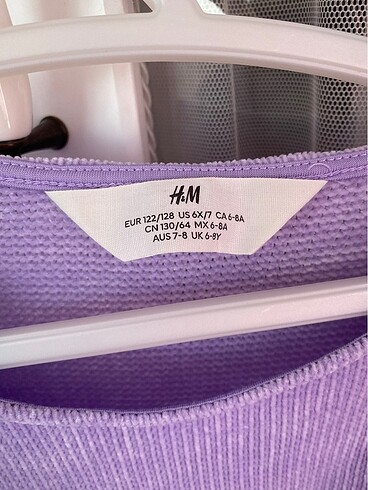 H&M
EUR 122/128 US 6X/7 CA 6-8A
CN 130/64 MX 6-8A
AUS 7-8 UK 6-8Y